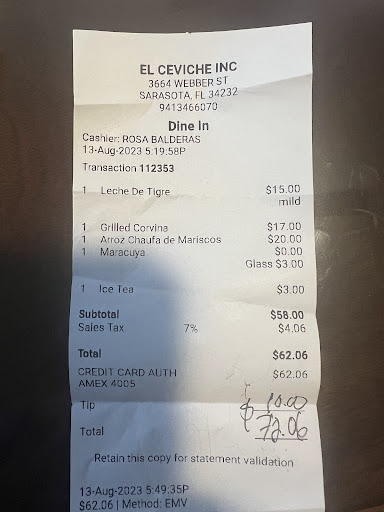 EL CEVICHE INC
3664 WEBBER ST
SARASOTA, FL 34232
9413466070
Dine In
Cashier: ROSA BALDERAS
13-Aug-2023 5:19:58P
Transaction 112353
1 Leche De Tigre $15.00
mild
1 Grilled Corvina $17.00
1 Arroz Chaufa de Mariscos $20.00
1 Maracuya $0.00
Glass $3.00
1 Ice Tea $3.00
Subtotal $58.00
Sales Tax 7% $4.06
Total $62.06
CREDIT CARD AUTH $62.06
AMEX 4005
Tip 10.00
Total $72.06
Retain this copy for statement validation
13-Aug-2023 5:49:35P
$62.06 | Method: EMV